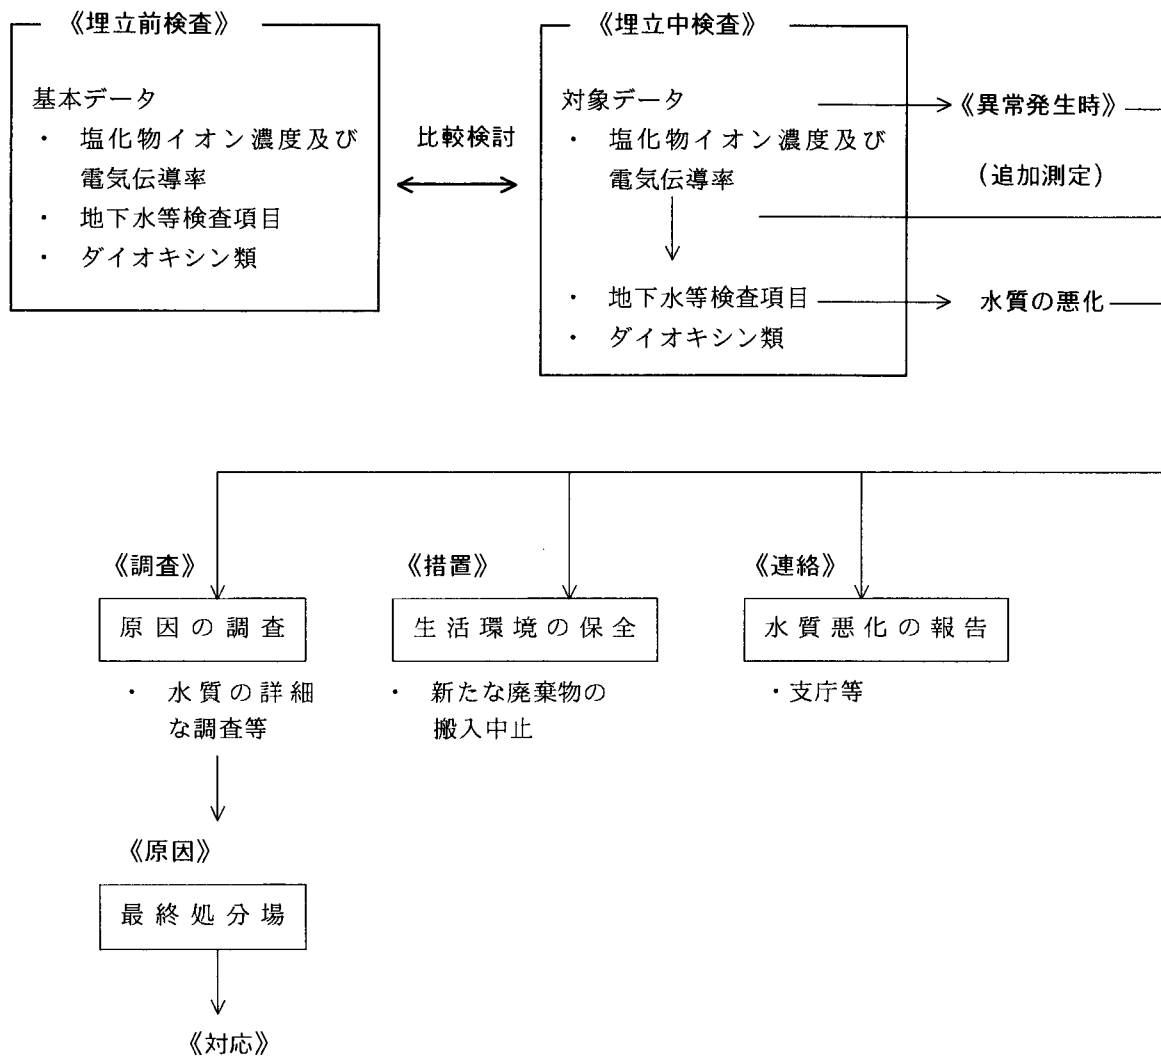 《埋立前検査》
基本データ
・ 塩化物イオン濃度及び
電気伝導率
・ 地下水等検査項目
・ ダイオキシン類
比較検討
《埋立中検査》
対象データ
・ 塩化物イオン濃度及び
電気伝導率
・ 地下水等検査項目
・ ダイオキシン類
《異常発生時》
(追加測定)
水質の悪化
《調査》
原因の調査
・ 水質の詳細
な調査等
《措置》
生活環境の保全
・ 新たな廃棄物の
搬入中止
《連絡》
水質悪化の報告
・支庁等
《原因》
最終処分場
《対応》